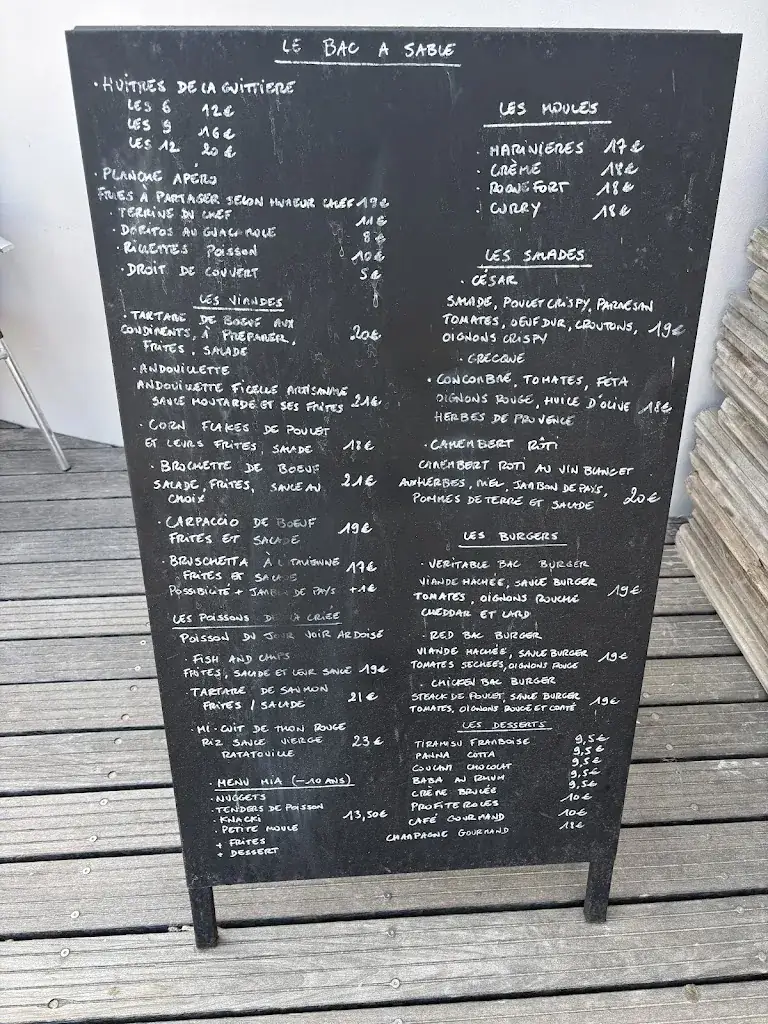 LE BAC A SABLE
· HUITRES DE LA GUITTIERE
LES 6 12€
LES 9 16€
LES 12 20€
· PLANCHE APÉRO
FRIES À PARTAGER SELON HUMEUR CHEF 19€
· TERRINE DU CHEF 11€
· DORITOS AU GUACAMOLE 8€
· RILLETTES POISSON 10€
· DROIT DE COUVERT 5€
LES VIANDES
· TARTARE DE BOEUF AUX
CONDIMENTS, À PRÉPARER, 20€
FRITES, SALADE
· ANDOUILLETTE
ANDOUILLETTE FICELLE ARTISANALE
SAUCE MOUTARDE ET SES FRITES 21€
· CORN FLAKES DE POULET
ET LEURS FRITES, SALADE 18€
· BROCHETTE DE BOEUF
SALADE, FRITES, SAUCE AU 21€
CHOIX
· CARPACCIO DE BOEUF 19€
FRITES ET SALADE
· BRUSCHETTA À L'ITALIENNE 17€
FRITES ET SALADE
POSSIBILITÉ + JAMBON DE PAYS +1€
LES POISSONS DE LA CRIÉE
POISSON DU JOUR VOIR ARDOISE
· FISH AND CHIPS
FRITES, SALADE ET LEUR SAUCE 19€
· TARTARE DE SAUMON 21€
FRITES / SALADE
· MI-CUIT DE THON ROUGE
RIZ SAUCE VIERGE 23€
RATATOUILLE
· MENU MIA (-10 ANS)
· NUGGETS
· TENDERS DE POISSON
· KNACKI 13,50€
· PETITE MOULE
+ FRITES
+ DESSERT
LES MOULES
· MARINIERES 17€
· CRÈME 18€
· ROQUEFORT 18€
· CURRY 18€
LES SALADES
· CÉSAR
SALADE, POULET CRISPY, PARMESAN
TOMATES, OEUF DUR, CROUTONS, 19€
OIGNONS CRISPY
· GRECQUE
· CONCOMBRE, TOMATES, FÉTA
OIGNONS ROUGE, HUILE D'OLIVE 18€
HERBES DE PROVENCE
· CAMEMBERT RÔTI
CAMEMBERT ROTI AU VIN BLANC ET
AUX HERBES, MIEL, JAMBON DE PAYS,
POMMES DE TERRE ET SALADE 20€
LES BURGERS
· VERITABLE BAC BURGER
VIANDE HACHÉE, SAUCE BURGER
TOMATES, OIGNONS ROUGE 19€
CHEDDAR ET LARD
· RED BAC BURGER
VIANDE HACHÉE, SAUCE BURGER 19€
TOMATES SECHEES, OIGNONS ROUGE
· CHICKEN BAC BURGER
STEACK DE POULET, SAUCE BURGER 19€
TOMATES, OIGNONS ROUGE ET COMTÉ
LES DESSERTS
TIRAMISU FRAMBOISE 9,5€
PANNA COTTA 9,5€
COULANT CHOCOLAT 9,5€
BABA AU RHUM 9,5€
CRÈME BRULÉE 9,5€
PROFITEROLES 10€
CAFÉ GOURMAND 10€
CHAMPAGNE GOURMAND 18€